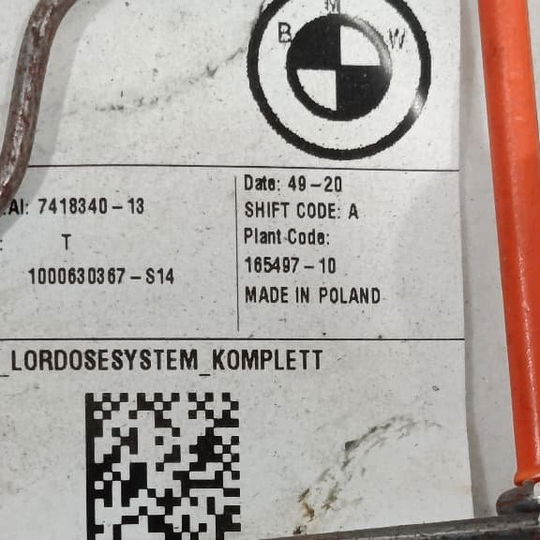 B M W
.AI: 7418340-13
: T
1000630367-S14
Date: 49-20
SHIFT CODE: A
Plant Code:
165497-10
MADE IN POLAND
_LORDOSESYSTEM_KOMPLETT